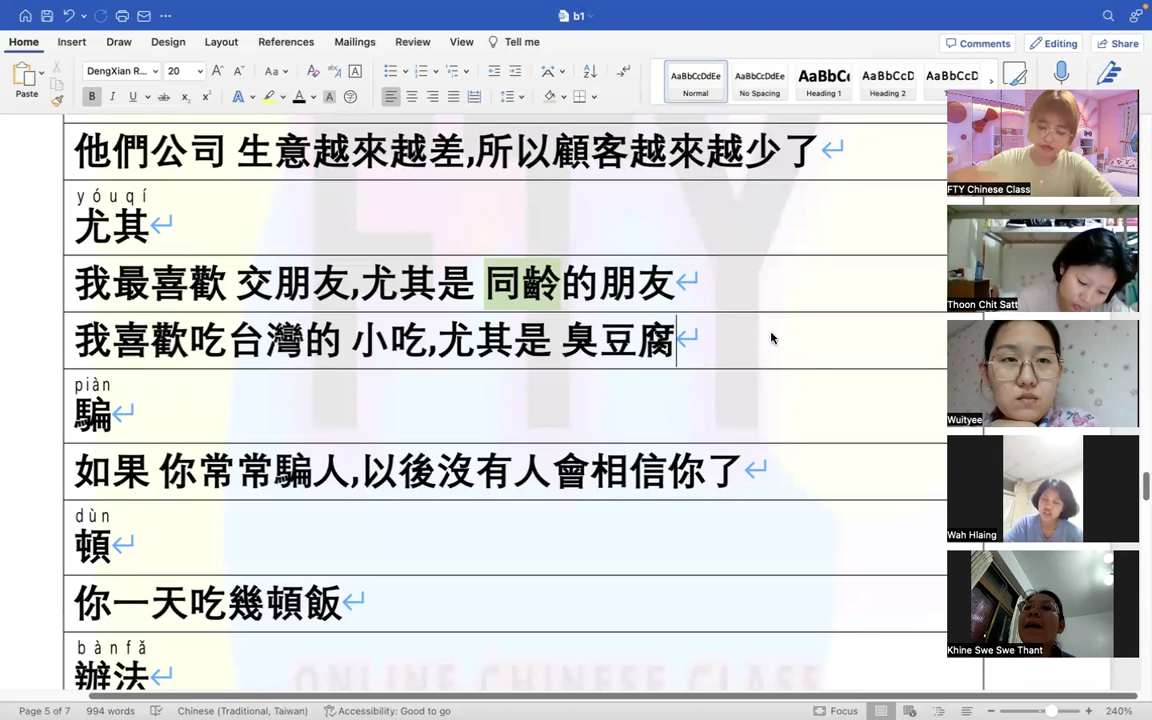 b1
Home Insert Draw Design Layout References Mailings Review View Tell me
Comments Editing Share
Paste
DengXian R... 20
AaBbCcDdEe AaBbCcDdEe AaBbCc AaBbCcD AaBbCcD
Normal No Spacing Heading 1 Heading 2
他們公司 生意越來越差,所以顧客越來越少了
yóuqí
尤其
我最喜歡 交朋友,尤其是 同齡的朋友
我喜歡吃台灣的 小吃,尤其是 臭豆腐
piàn
騙
如果 你常常騙人,以後沒有人會相信你了
dùn
頓
你一天吃幾頓飯
bànfǎ
辦法
FTY
ONLINE CHINESE CLASS
FTY Chinese Class
Thoon Chit Satt
Wuityee
Wah Hlaing
Khine Swe Swe Thant
Page 5 of 7 994 words Chinese (Traditional, Taiwan) Accessibility: Good to go Focus 240%